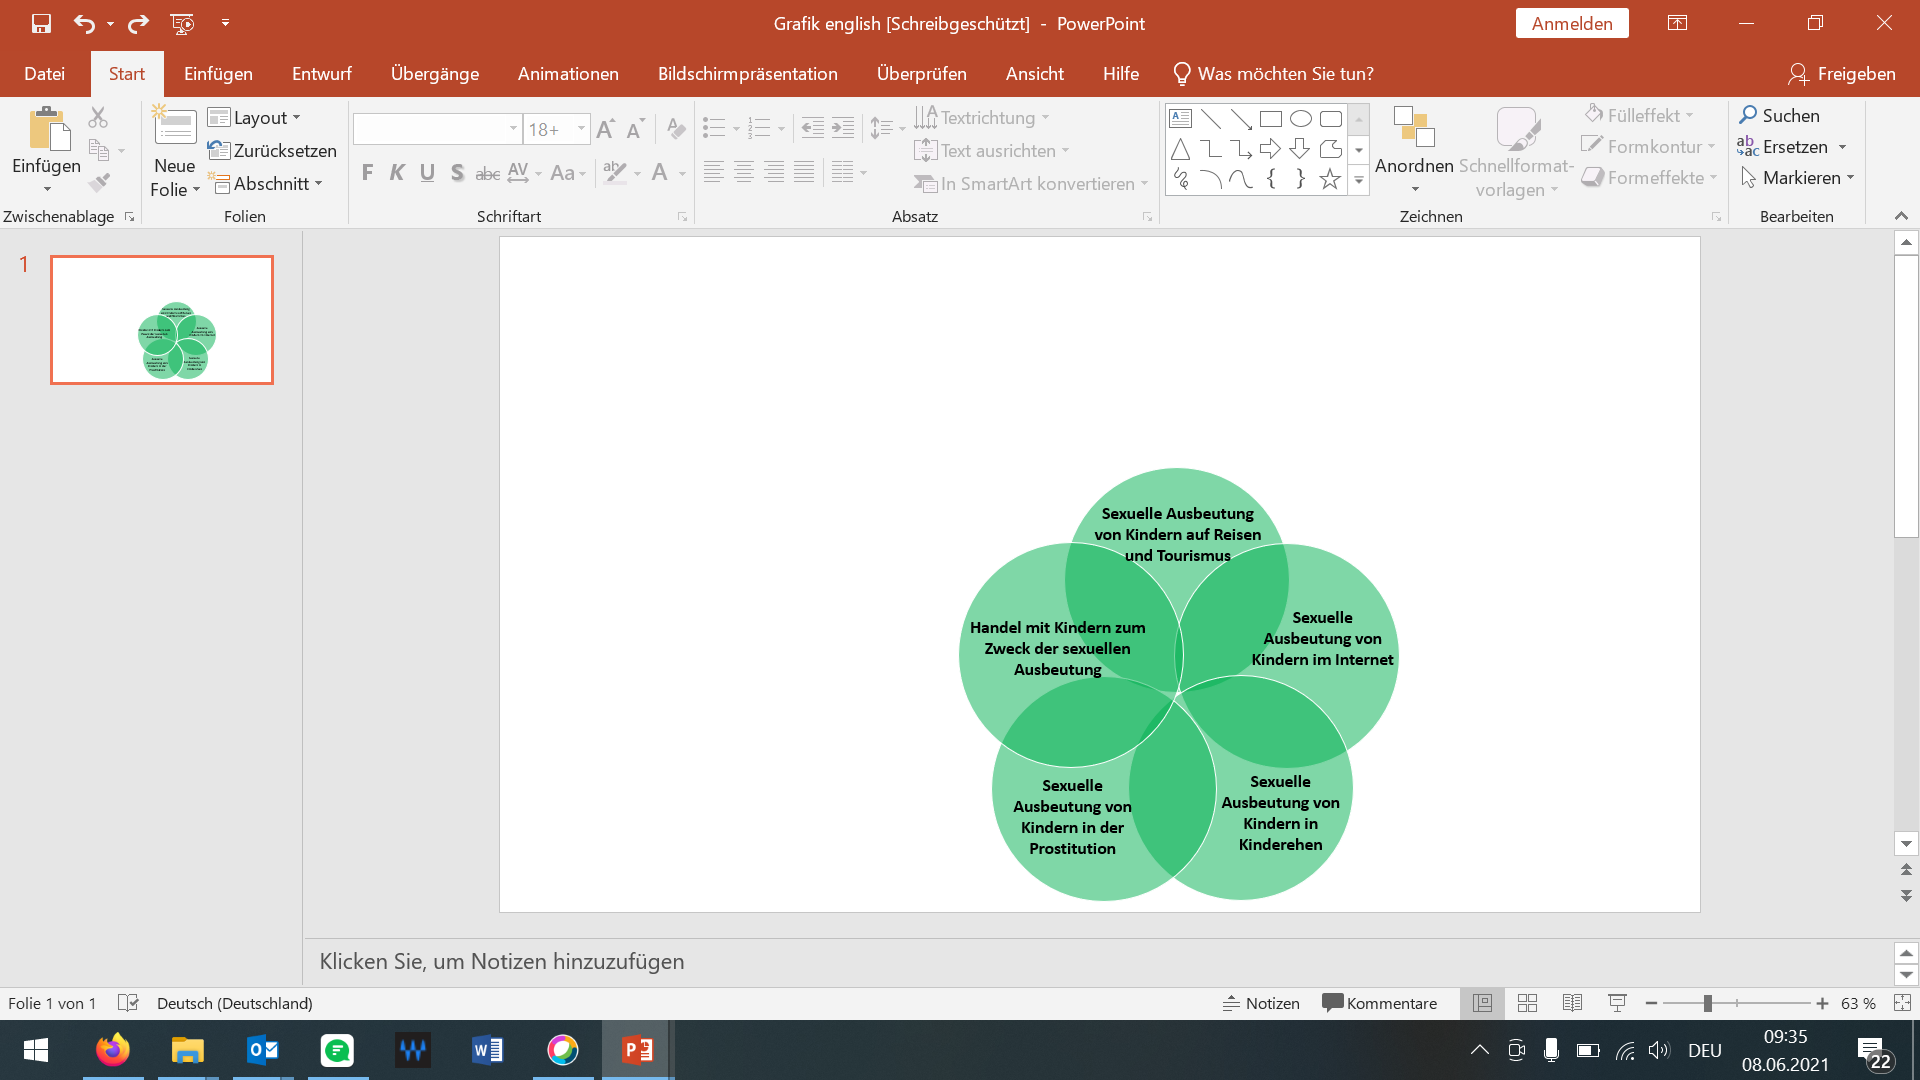 Grafik english [Schreibgeschützt] - PowerPoint
Anmelden
Datei Start Einfügen Entwurf Übergänge Animationen Bildschirmpräsentation Überprüfen Ansicht Hilfe Was möchten Sie tun? Freigeben
Einfügen
Zwischenablage
Neue
Folie
Layout
Zurücksetzen
Abschnitt
Folien
18+
F K U S abc AV Aa A
Schriftart
Textrichtung
Text ausrichten
In SmartArt konvertieren
Absatz
Anordnen
Schnellformat-
vorlagen
Fülleffekt
Formkontur
Formeffekte
Zeichnen
Suchen
Ersetzen
Markieren
Bearbeiten
1
Sexuelle Ausbeutung
von Kindern auf Reisen
und Tourismus
Sexuelle
Ausbeutung von
Kindern im Internet
Handel mit Kindern zum
Zweck der sexuellen
Ausbeutung
Sexuelle
Ausbeutung von
Kindern in der
Prostitution
Sexuelle
Ausbeutung von
Kindern in
Kinderehen
Klicken Sie, um Notizen hinzuzufügen
Folie 1 von 1 Deutsch (Deutschland) Notizen Kommentare 63 %
DEU
09:35
08.06.2021
22